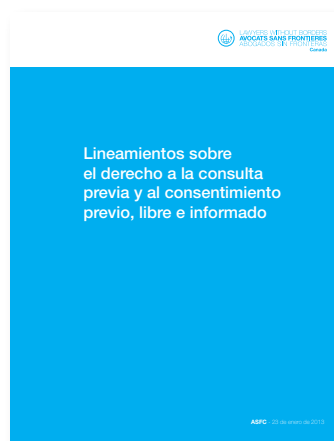 LAWYERS WITHOUT BORDERS
AVOCATS SANS FRONTIÈRES
ABOGADOS SIN FRONTERAS
Canada
Lineamientos sobre
el derecho a la consulta
previa y al consentimiento
previo, libre e informado
ASFC - 23 de enero de 2013